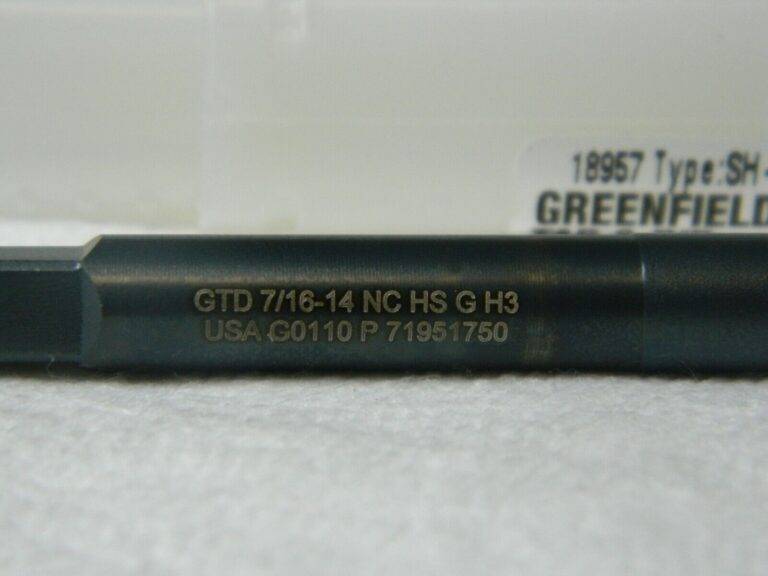 18957 Type:SH-
GREENFIELD
GTD 7/16-14 NC HS G H3
USA G0110 P 71951750